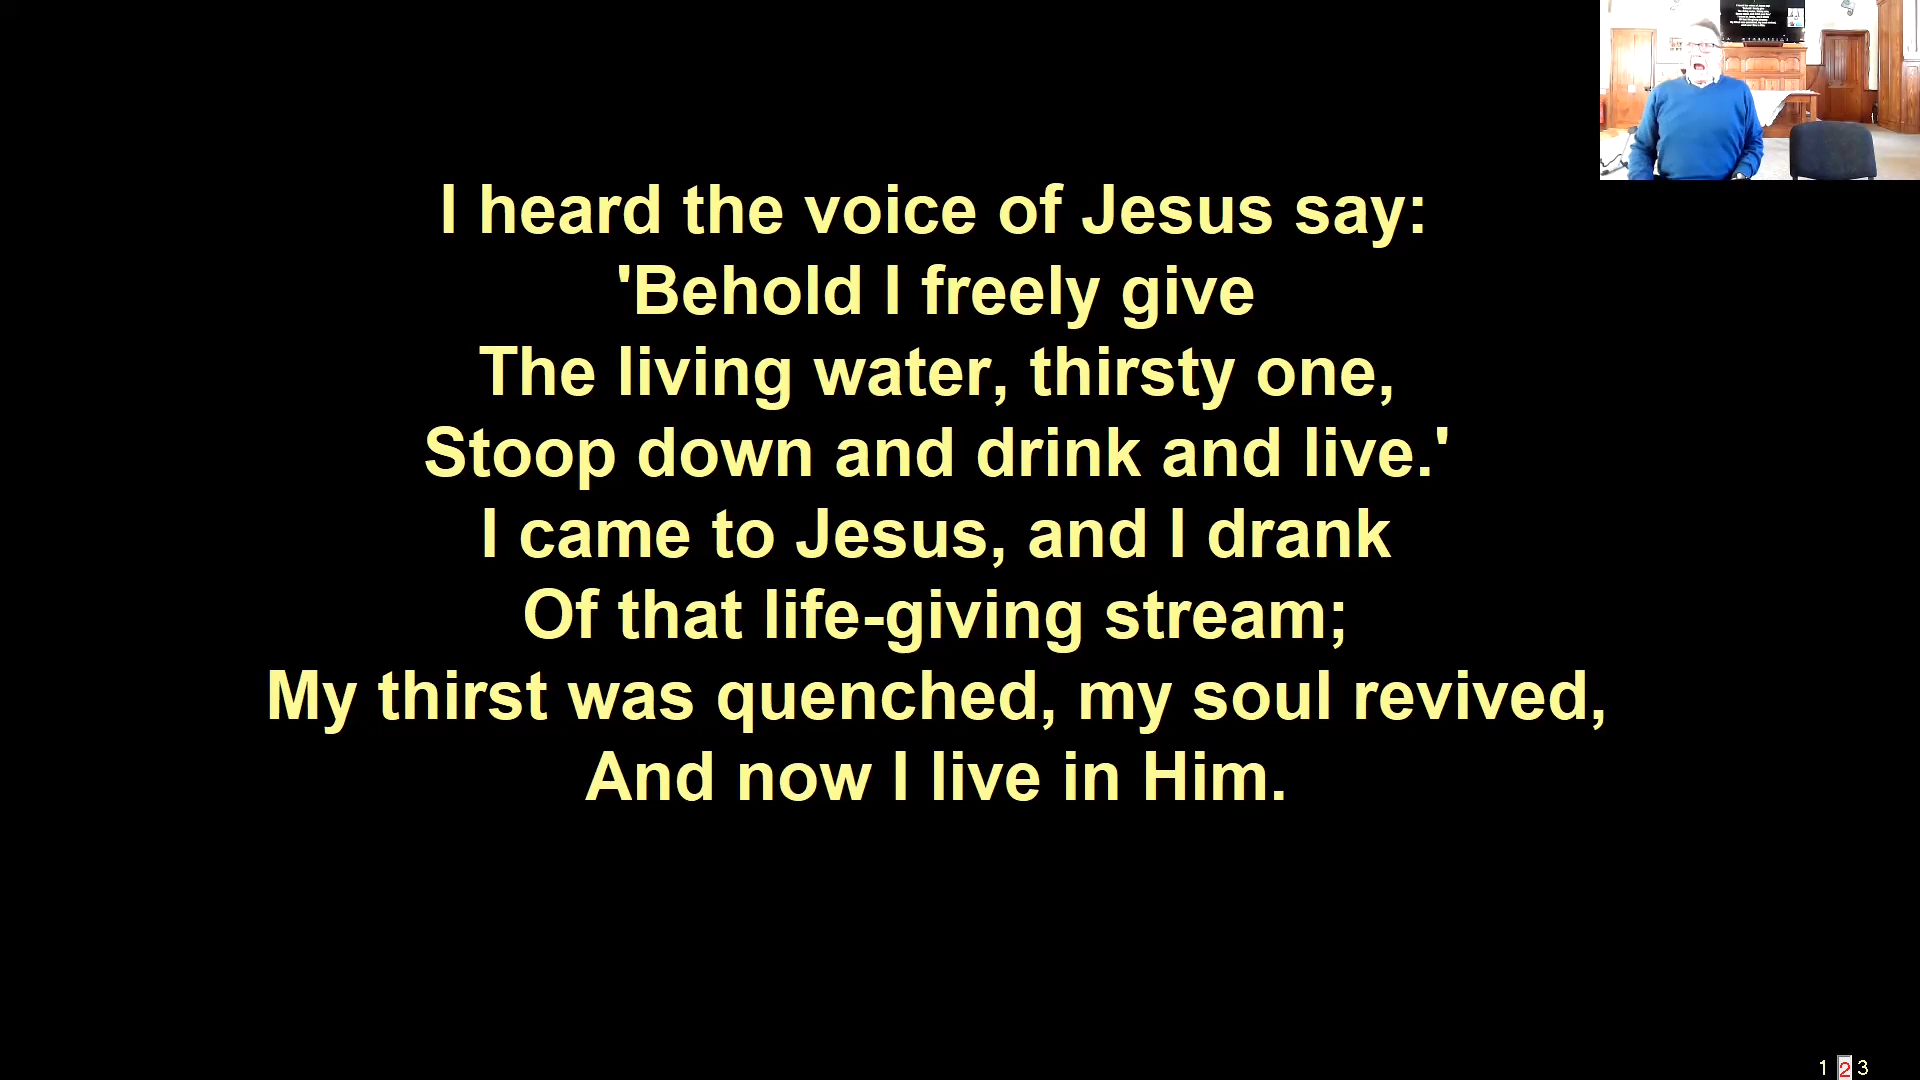 I heard the voice of Jesus say:
'Behold I freely give
The living water, thirsty one,
Stoop down and drink and live.'
I came to Jesus, and I drank
Of that life-giving stream;
My thirst was quenched, my soul revived,
And now I live in Him.
1 2 3